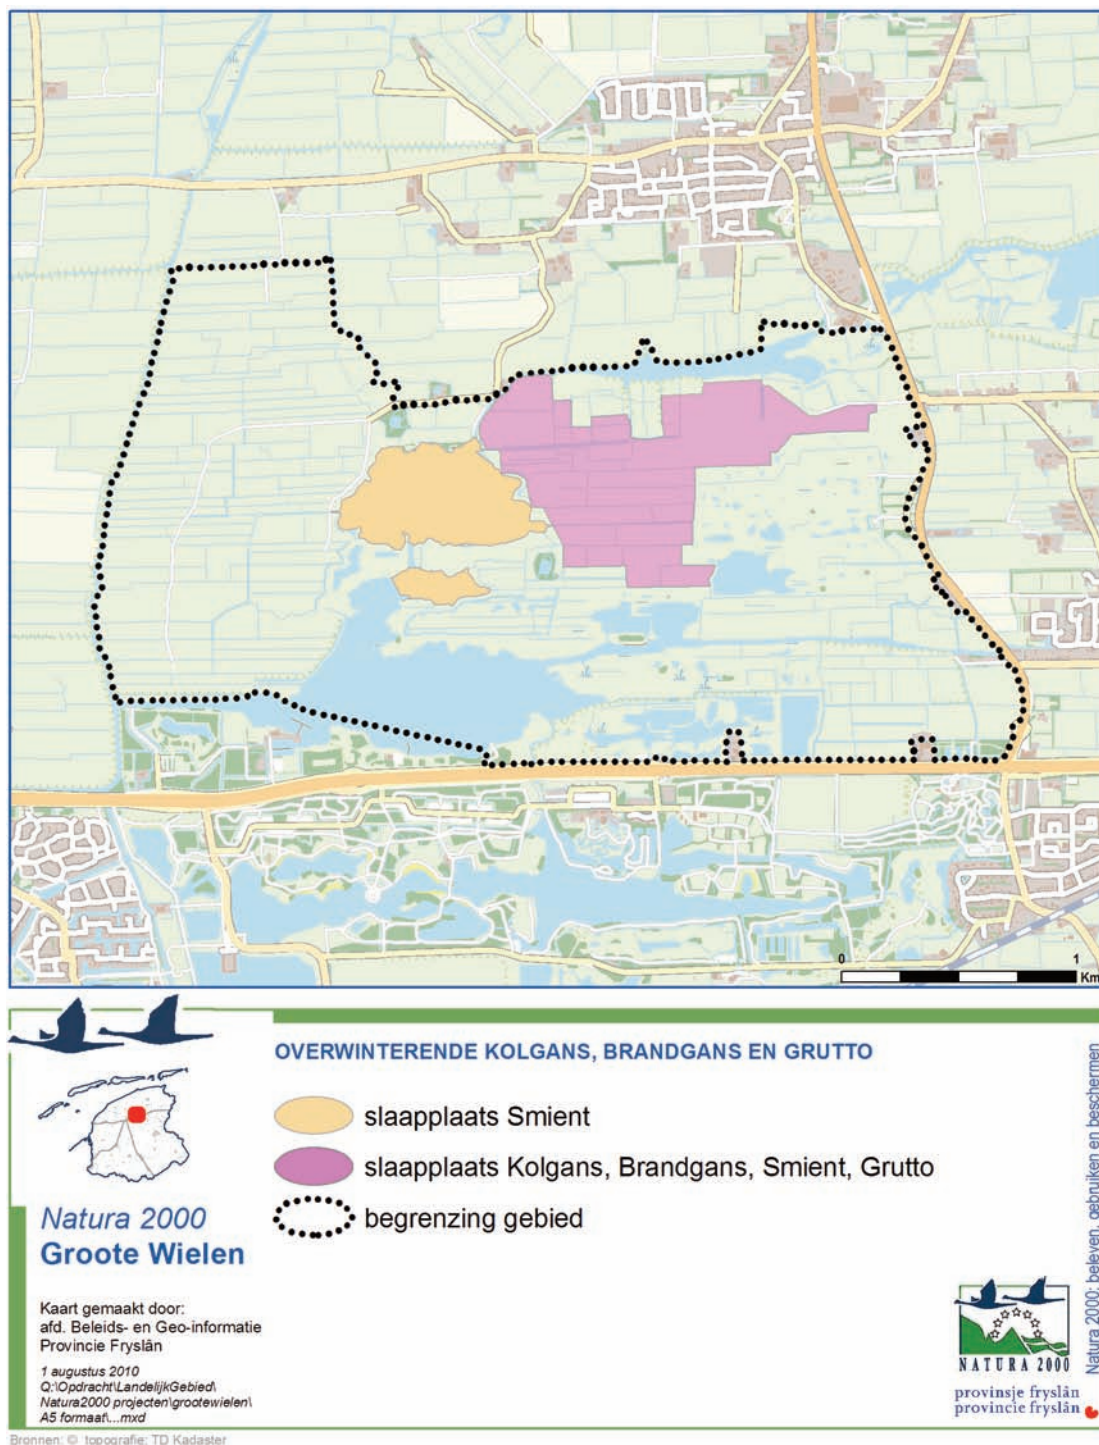 0 1
Km
OVERWINTERENDE KOLGANS, BRANDGANS EN GRUTTO
slaapplaats Smient
slaapplaats Kolgans, Brandgans, Smient, Grutto
begrenzing gebied
Natura 2000
Groote Wielen
Kaart gemaakt door:
afd. Beleids- en Geo-informatie
Provincie Fryslân
1 augustus 2010
Q:\Opdracht\LandelijkGebied\
Natura2000 projecten\grootewielen\
A5 formaat\...mxd
Natura 2000: beleven, gebruiken en beschermen
NATURA 2000
provinsje fryslân
provincie fryslân
Bronnen: © topografie: TD Kadaster